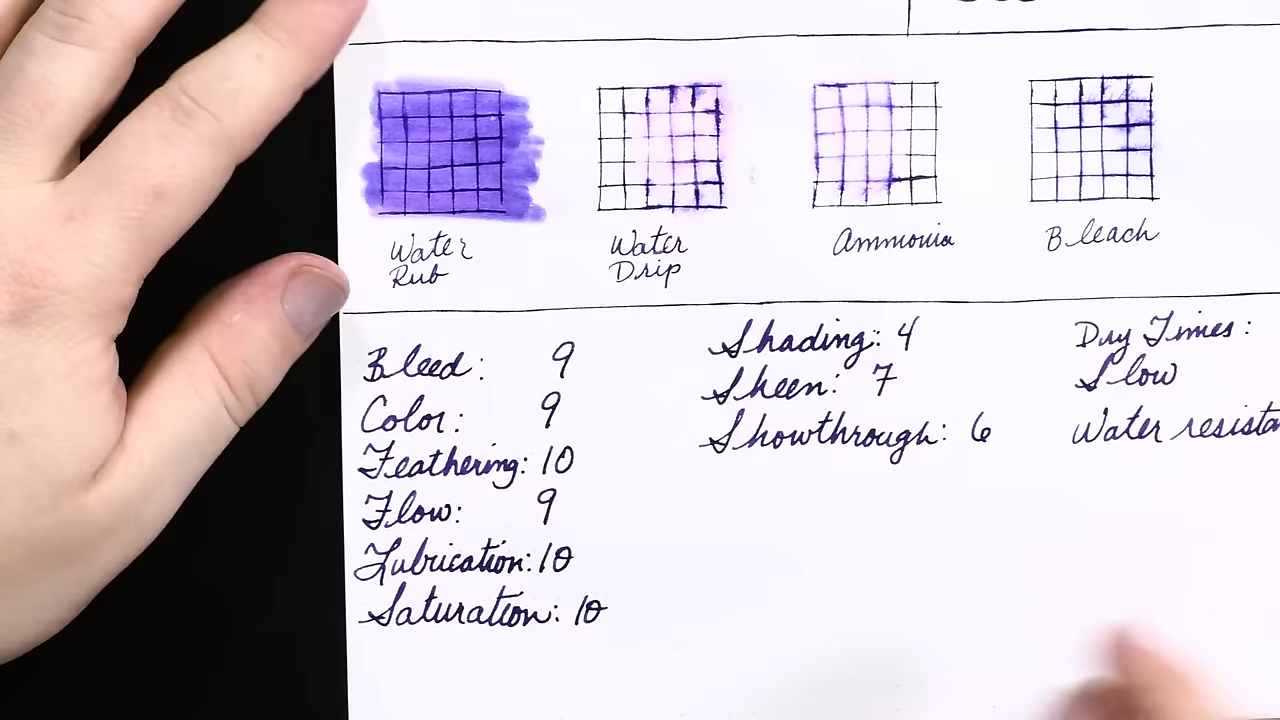 Water Rub
Water Drip
Ammonia
Bleach
Bleed: 9
Color: 9
Feathering: 10
Flow: 9
Lubrication: 10
Saturation: 10
Shading: 4
Sheen: 7
Showthrough: 6
Dry Times:
Slow
Water resista